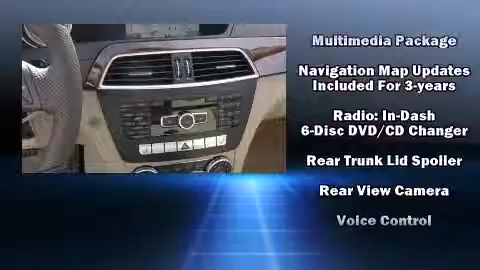 Multimedia Package
Navigation Map Updates
Included For 3-years
Radio: In-Dash
6-Disc DVD/CD Changer
Rear Trunk Lid Spoiler
Rear View Camera
Voice Control